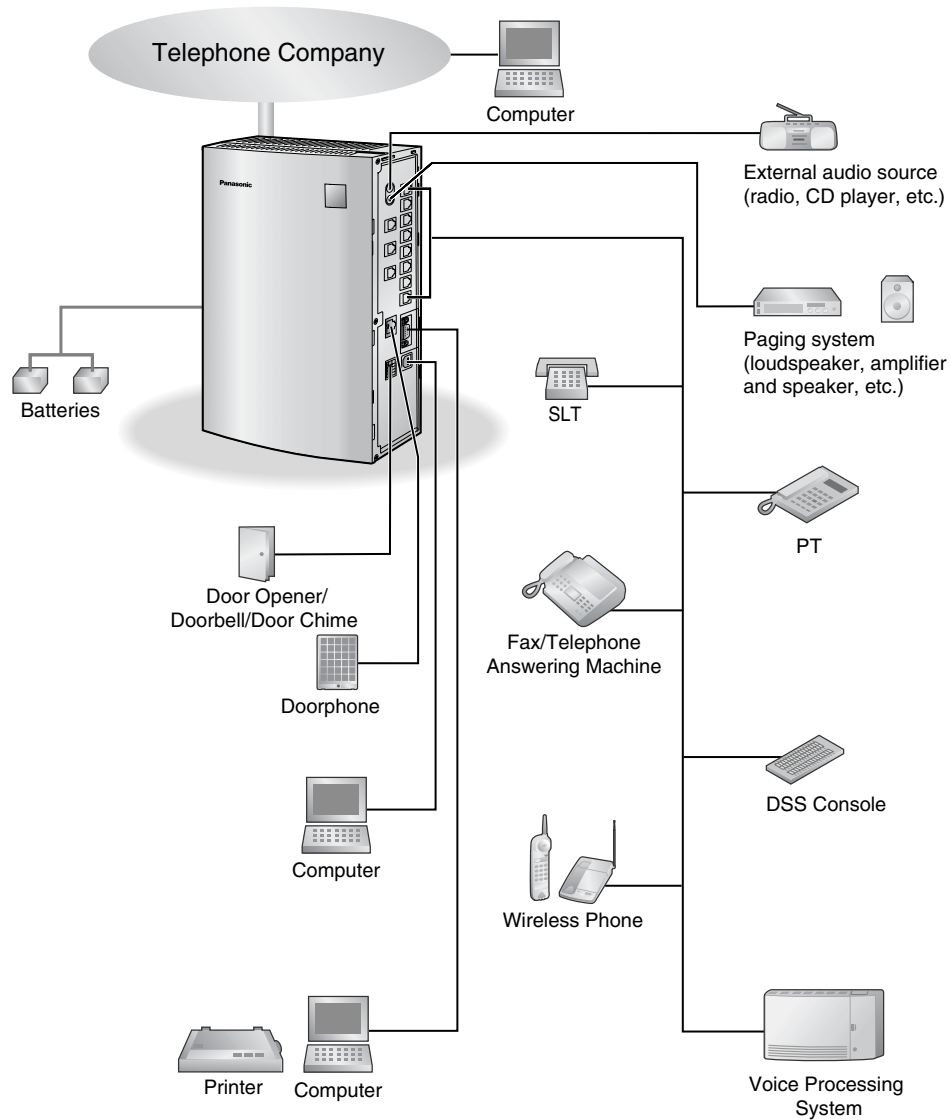 Telephone Company
Computer
External audio source
(radio, CD player, etc.)
Panasonic
Paging system
(loudspeaker, amplifier
and speaker, etc.)
Batteries
SLT
PT
Door Opener/
Doorbell/Door Chime
Fax/Telephone
Answering Machine
Doorphone
DSS Console
Computer
Wireless Phone
Printer
Computer
Voice Processing
System